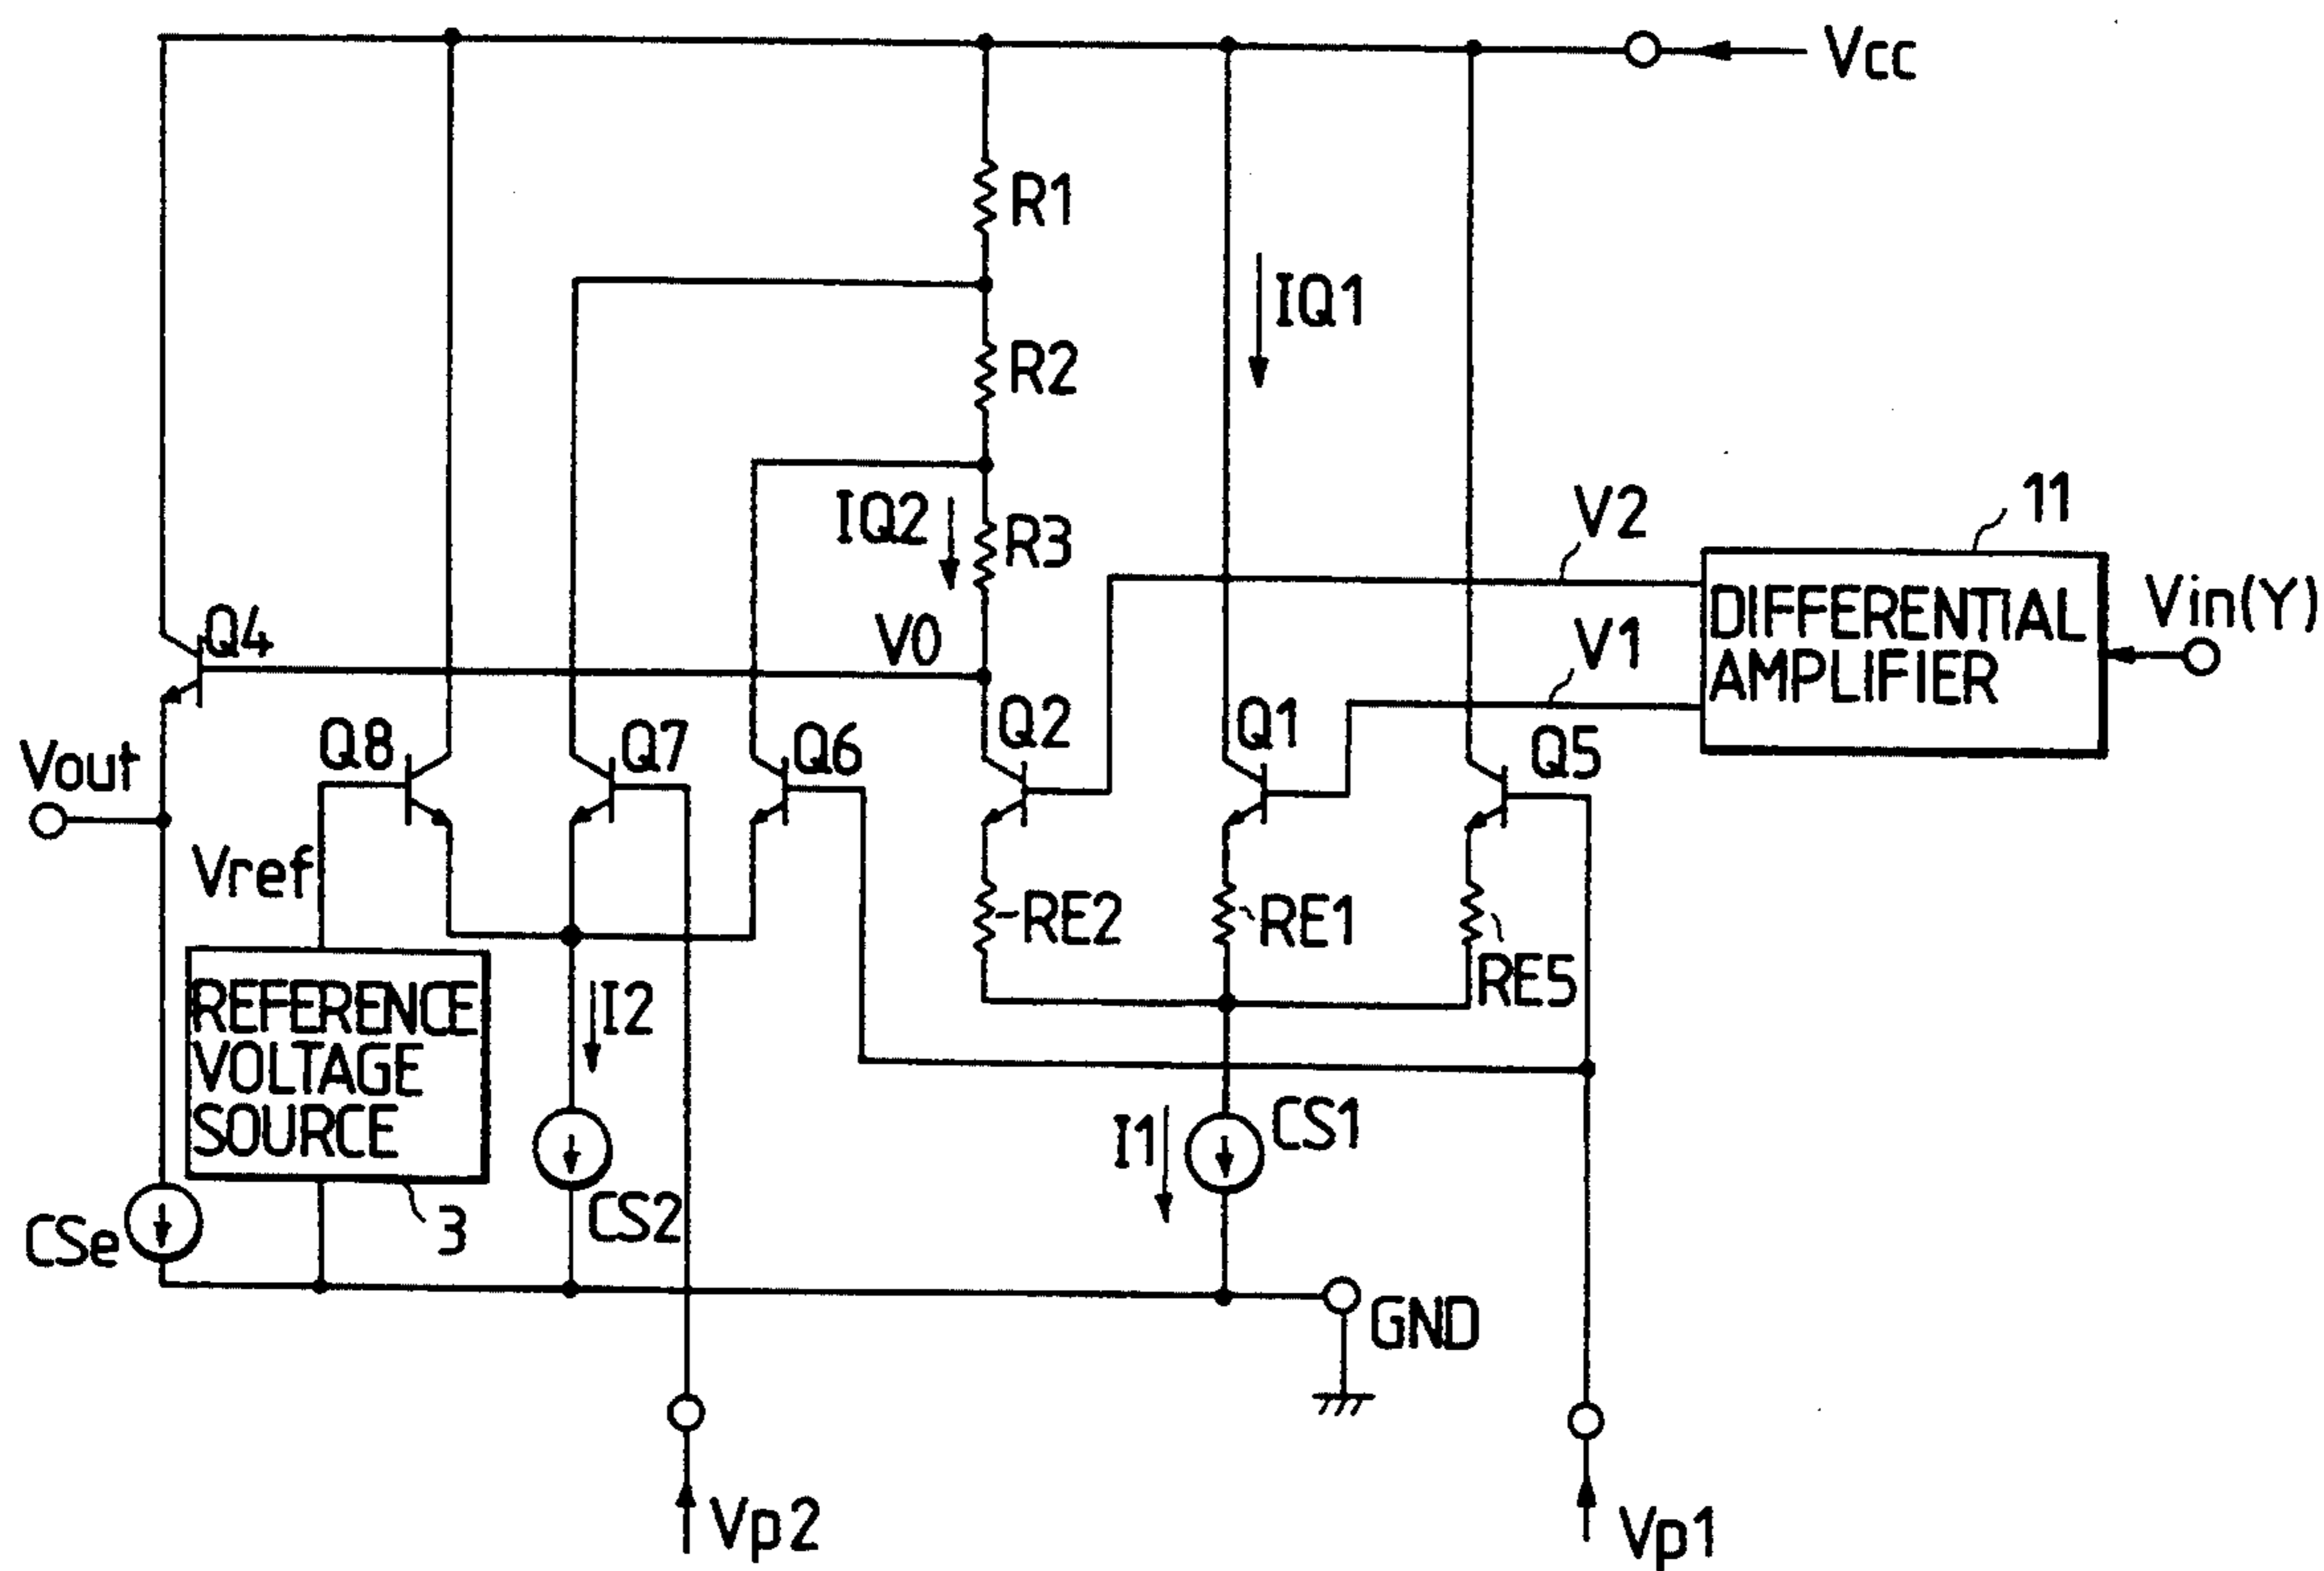 Vcc
R1
IQ1
R2
IQ2
R3
V2
11
DIFFERENTIAL
AMPLIFIER
Vin(Y)
V1
Q4
V0
Q8
Q7
Q6
Q2
Q1
Q5
Vout
Vref
RE2
RE1
RE5
REFERENCE
VOLTAGE
SOURCE
I2
I1
CS1
CSe
3
CS2
GND
Vp2
Vp1